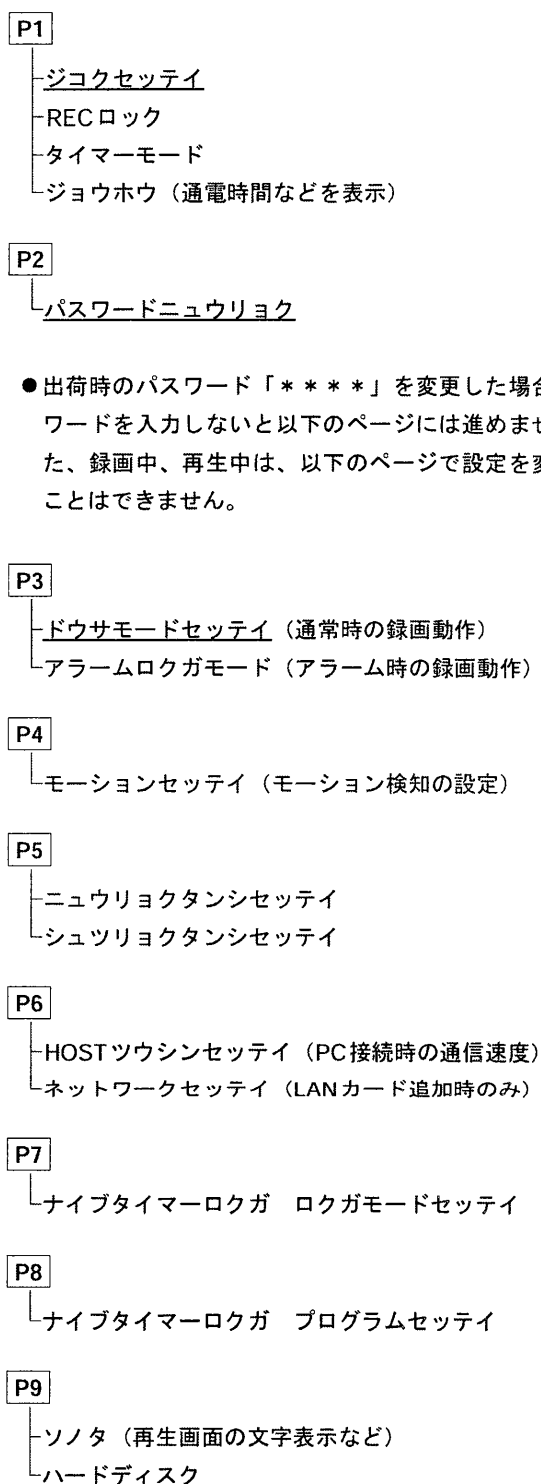 P1
ジコクセッテイ
RECロック
タイマーモード
ジョウホウ（通電時間などを表示）
P2
パスワードニュウリョク
●出荷時のパスワード「＊＊＊＊」を変更した場合
ワードを入力しないと以下のページには進めませ
た、録画中、再生中は、以下のページで設定を変
ことはできません。
P3
ドウサモードセッテイ（通常時の録画動作）
アラームロクガモード（アラーム時の録画動作）
P4
モーションセッテイ（モーション検知の設定）
P5
ニュウリョクタンシセッテイ
シュツリョクタンシセッテイ
P6
HOSTツウシンセッテイ（PC接続時の通信速度）
ネットワークセッテイ（LANカード追加時のみ）
P7
ナイブタイマーロクガ　ロクガモードセッテイ
P8
ナイブタイマーロクガ　プログラムセッテイ
P9
ソノタ（再生画面の文字表示など）
ハードディスク